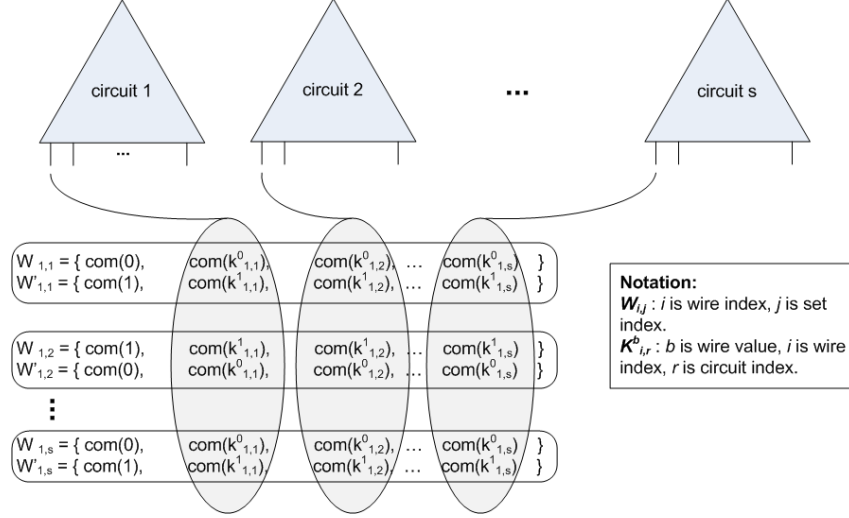 circuit 1
circuit 2
...
circuit s
...
W 1,1 = { com(0), com(k⁰1,1), com(k⁰1,2), ... com(k⁰1,s) }
W'1,1 = { com(1), com(k¹1,1), com(k¹1,2), ... com(k¹1,s) }
W 1,2 = { com(1), com(k¹1,1), com(k¹1,2), ... com(k¹1,s) }
W'1,2 = { com(0), com(k⁰1,1), com(k⁰1,2), ... com(k⁰1,s) }
⋮
W 1,s = { com(0), com(k⁰1,1), com(k⁰1,2), ... com(k⁰1,s) }
W'1,s = { com(1), com(k¹1,1), com(k¹1,2), ... com(k¹1,s) }
Notation:
Wi,j : i is wire index, j is set
index.
Kᵇi,r : b is wire value, i is wire
index, r is circuit index.